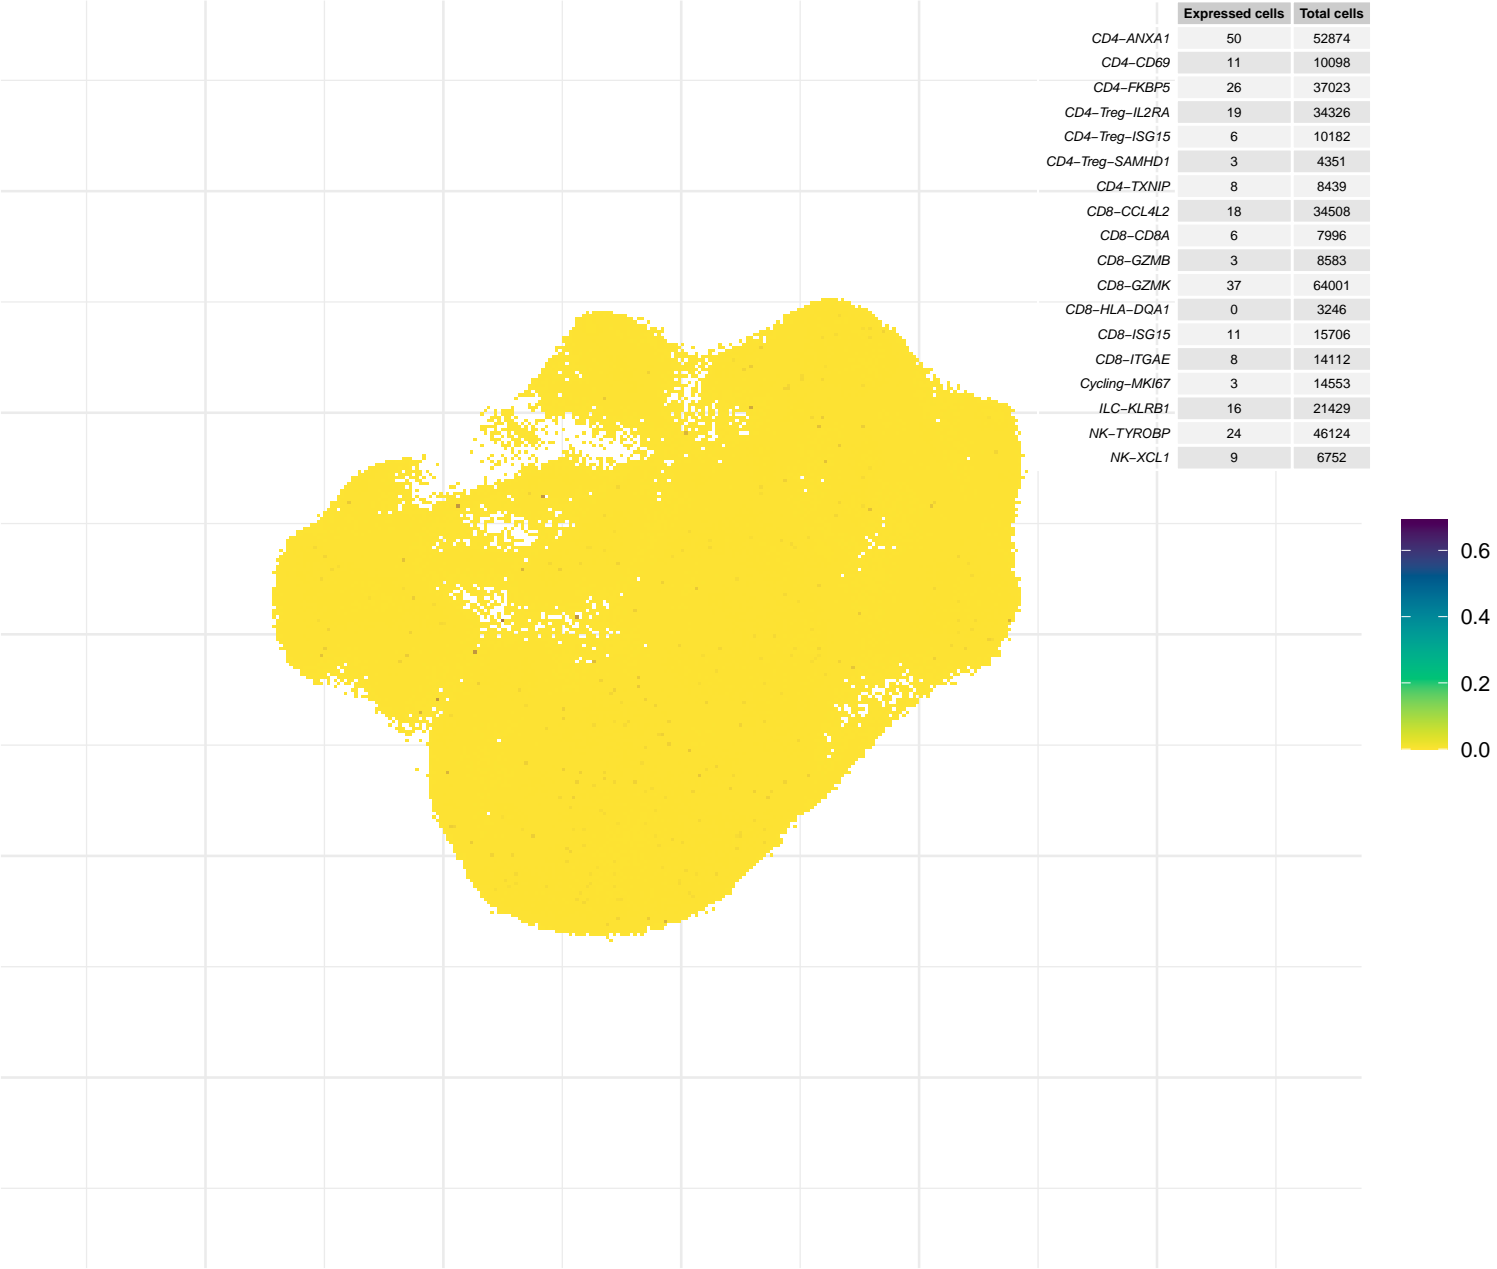 Expressed cells Total cells
CD4−ANXA1 50 52874
CD4−CD69 11 10098
CD4−FKBP5 26 37023
CD4−Treg−IL2RA 19 34326
CD4−Treg−ISG15 6 10182
CD4−Treg−SAMHD1 3 4351
CD4−TXNIP 8 8439
CD8−CCL4L2 18 34508
CD8−CD8A 6 7996
CD8−GZMB 3 8583
CD8−GZMK 37 64001
CD8−HLA−DQA1 0 3246
CD8−ISG15 11 15706
CD8−ITGAE 8 14112
Cycling−MKI67 3 14553
ILC−KLRB1 16 21429
NK−TYROBP 24 46124
NK−XCL1 9 6752
0.6
0.4
0.2
0.0